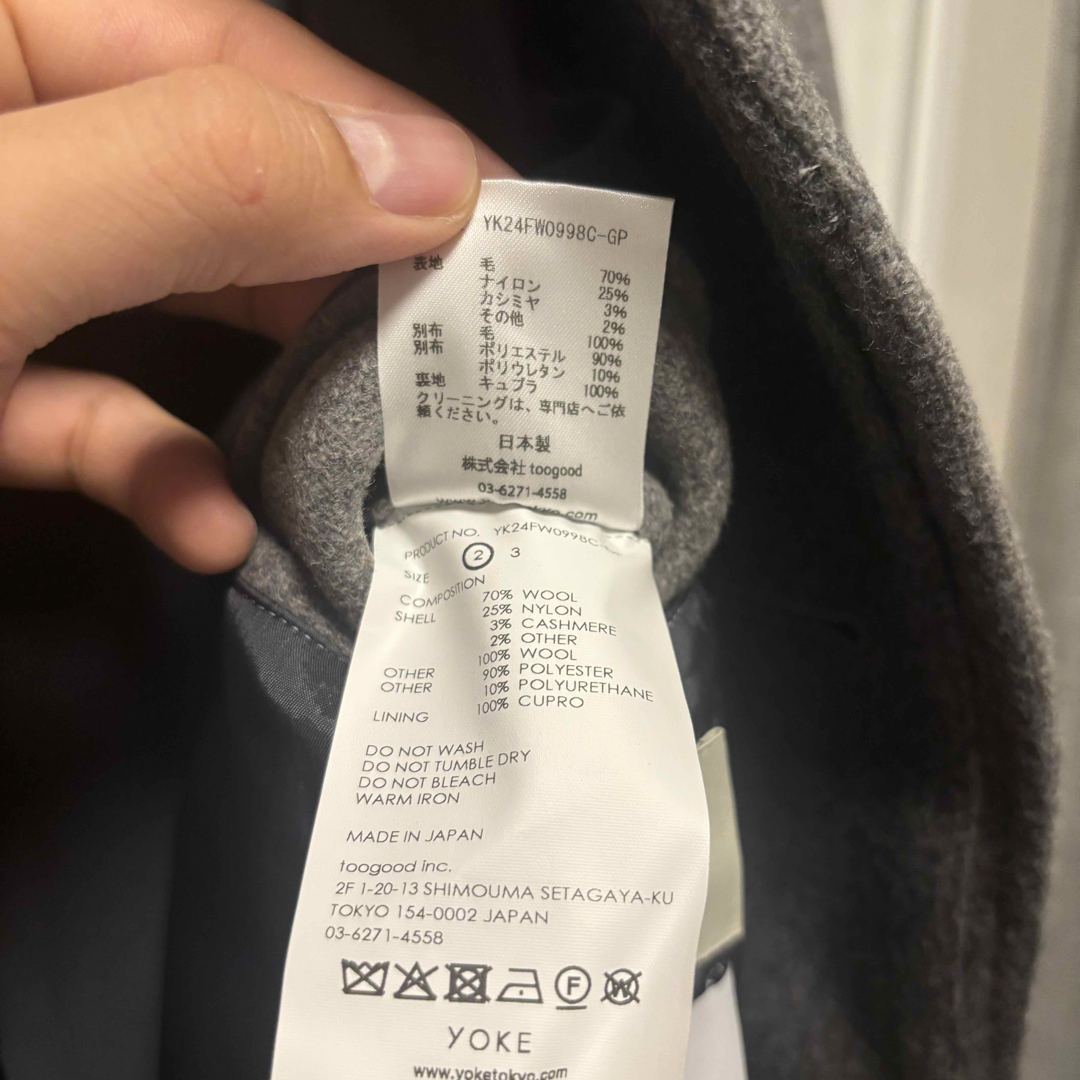 YK24FW0998C-GP
表地 毛 70%
ナイロン 25%
カシミヤ 3%
その他 2%
別布 毛 100%
別布 ポリエステル 90%
ポリウレタン 10%
裏地 キュプラ 100%
クリーニングは、専門店へご依
頼ください。
日本製
株式会社 toogood
03-6271-4558
PRODUCT NO. YK24FW0998C
SIZE 2 3
COMPOSITION
SHELL 70% WOOL
25% NYLON
3% CASHMERE
2% OTHER
OTHER 100% WOOL
OTHER 90% POLYESTER
10% POLYURETHANE
LINING 100% CUPRO
DO NOT WASH
DO NOT TUMBLE DRY
DO NOT BLEACH
WARM IRON
MADE IN JAPAN
toogood inc.
2F 1-20-13 SHIMOUMA SETAGAYA-KU
TOKYO 154-0002 JAPAN
03-6271-4558
F W
YOKE
www.yoketokyo.com